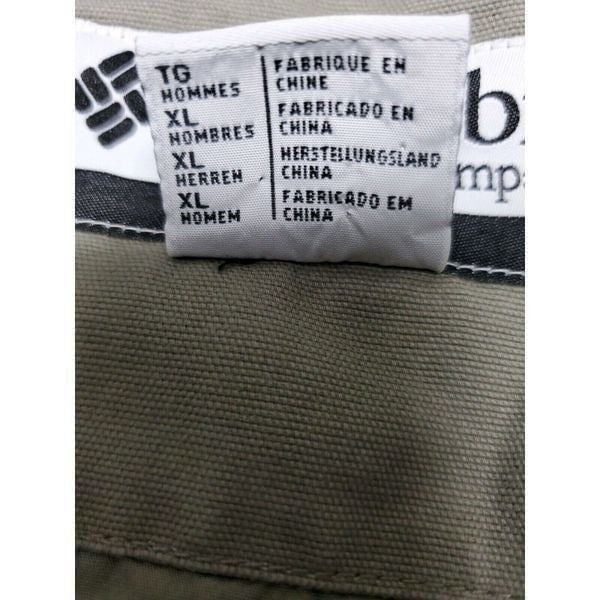 TG
HOMMES
XL
HOMBRES
XL
HERREN
XL
HOMEM
FABRIQUE EN
CHINE
FABRICADO EN
CHINA
HERSTELLUNGSLAND
CHINA
FABRICADO EM
CHINA